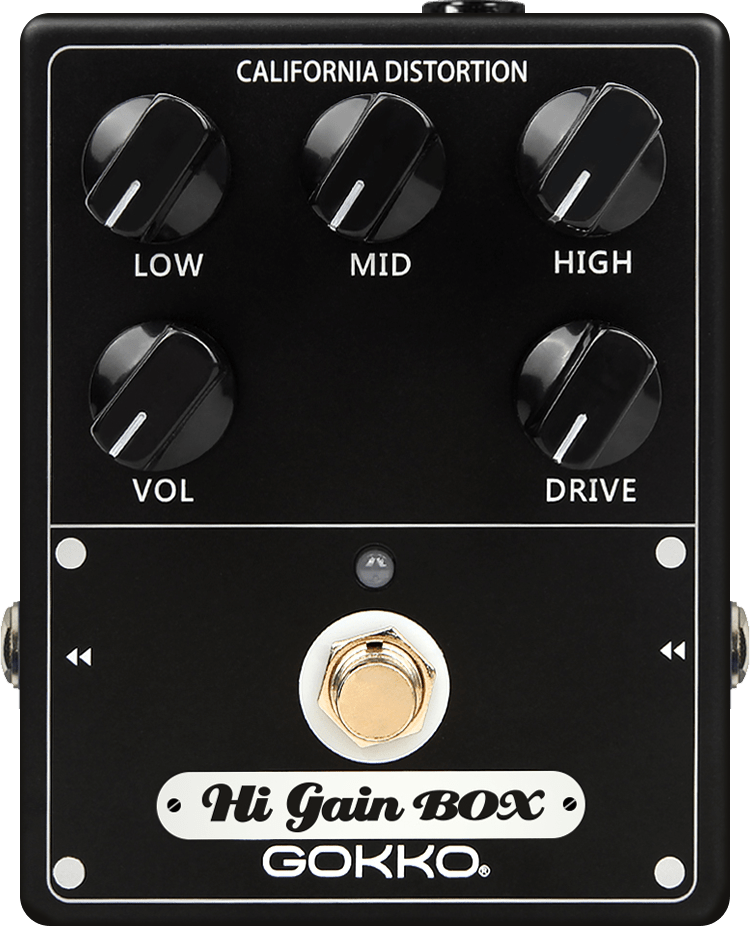 CALIFORNIA DISTORTION
LOW MID HIGH
VOL DRIVE
Hi Gain BOX
GOKKO®